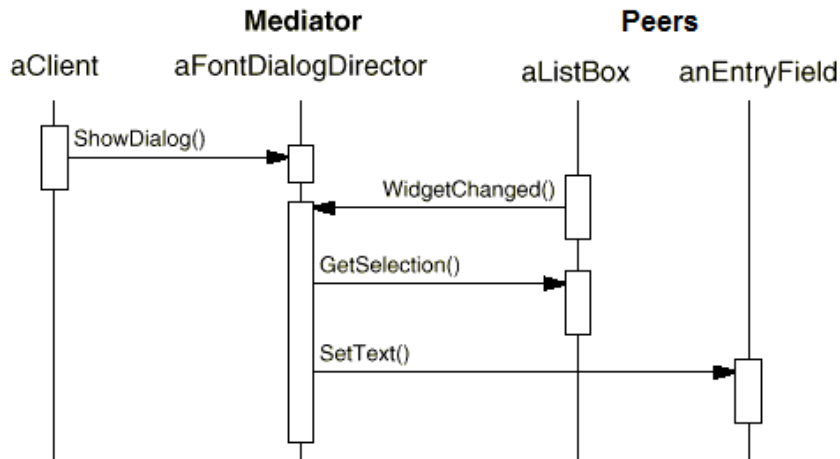 Mediator Peers
aClient aFontDialogDirector aListBox anEntryField
ShowDialog()
WidgetChanged()
GetSelection()
SetText()